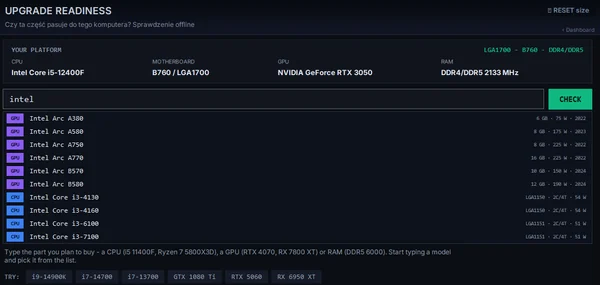 UPGRADE READINESS
RESET size
Czy ta część pasuje do tego komputera? Sprawdzenie offline
Dashboard
YOUR PLATFORM
LGA1700 · B760 · DDR4/DDR5
CPU MOTHERBOARD GPU RAM
Intel Core i5-12400F B760 / LGA1700 NVIDIA GeForce RTX 3050 DDR4/DDR5 2133 MHz
intel CHECK
GPU Intel Arc A380 6 GB · 75 W · 2022
GPU Intel Arc A580 8 GB · 175 W · 2023
GPU Intel Arc A750 8 GB · 225 W · 2022
GPU Intel Arc A770 16 GB · 225 W · 2022
GPU Intel Arc B570 10 GB · 150 W · 2024
GPU Intel Arc B580 12 GB · 190 W · 2024
CPU Intel Core i3-4130 LGA1150 · 2C/4T · 54 W
CPU Intel Core i3-4160 LGA1150 · 2C/4T · 54 W
CPU Intel Core i3-6100 LGA1151 · 2C/4T · 51 W
CPU Intel Core i3-7100 LGA1151 · 2C/4T · 51 W
Type the part you plan to buy - a CPU (i5 11400F, Ryzen 7 5800X3D), a GPU (RTX 4070, RX 7800 XT) or RAM (DDR5 6000). Start typing a model
and pick it from the list.
TRY: i9-14900K i7-14700 i7-13700 GTX 1080 Ti RTX 5060 RX 6950 XT